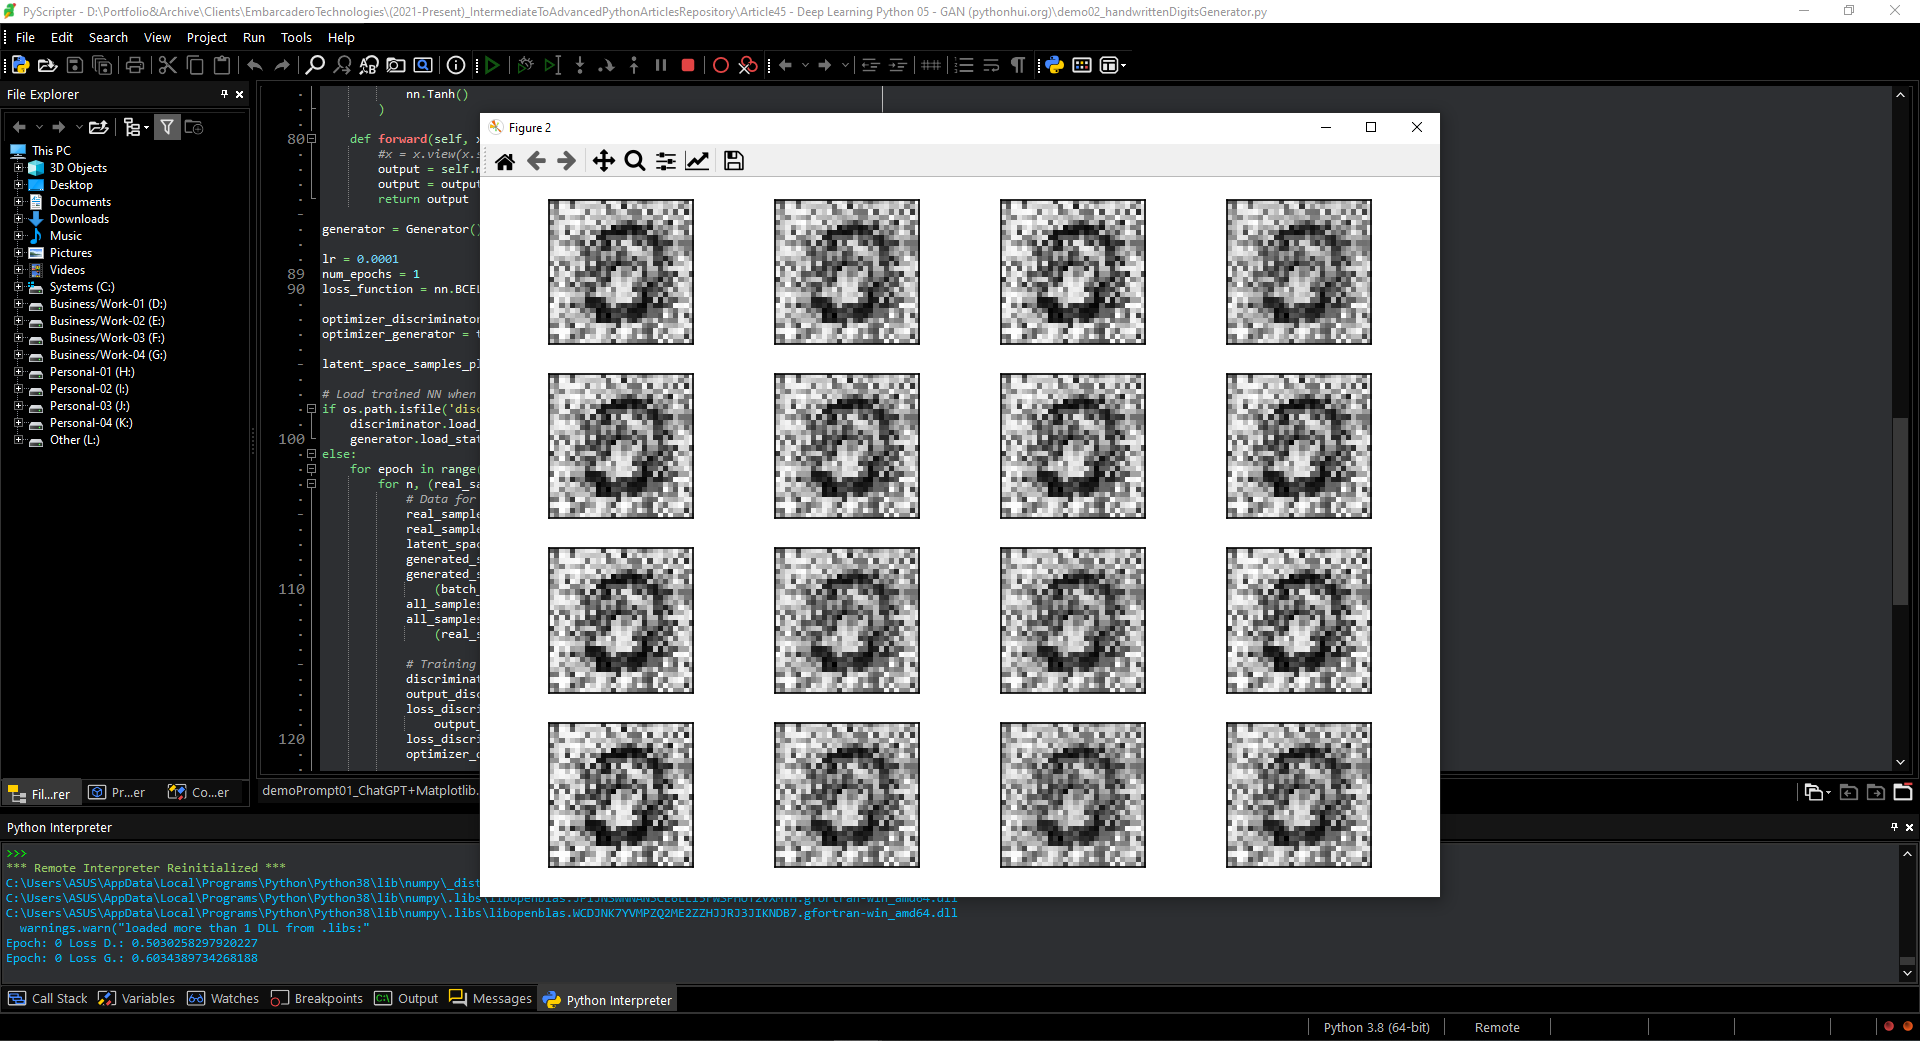 PyScripter - D:\Portfolio&Archive\Clients\EmbarcaderoTechnologies\(2021-Present)_IntermediateToAdvancedPythonArticlesRepository\Article45 - Deep Learning Python 05 - GAN (pythonhui.org)\demo02_handwrittenDigitsGenerator.py
File Edit Search View Project Run Tools Help
File Explorer
This PC
3D Objects
Desktop
Documents
Downloads
Music
Pictures
Videos
Systems (C:)
Business/Work-01 (D:)
Business/Work-02 (E:)
Business/Work-03 (F:)
Business/Work-04 (G:)
Personal-01 (H:)
Personal-02 (I:)
Personal-03 (J:)
Personal-04 (K:)
Other (L:)
Fil...rer Pr...er Co...er
nn.Tanh()
)
80 def forward(self, x
#x = x.view(x.
output = self.
output = outpu
return output
generator = Generator()
lr = 0.0001
89 num_epochs = 1
90 loss_function = nn.BCEL
optimizer_discriminator
optimizer_generator = t
latent_space_samples_pl
# Load trained NN when
if os.path.isfile('disc
discriminator.load_
100 generator.load_stat
else:
for epoch in range(
for n, (real_sa
# Data for
real_sample
real_sample
latent_spac
generated_s
generated_s
110 (batch_
all_samples
all_samples
(real_s
# Training
discriminat
output_disc
loss_discri
output_
120 loss_discri
optimizer_d
demoPrompt01_ChatGPT+Matplotlib.
Figure 2
Python Interpreter
>>>
*** Remote Interpreter Reinitialized ***
C:\Users\ASUS\AppData\Local\Programs\Python\Python38\lib\numpy\_dist
C:\Users\ASUS\AppData\Local\Programs\Python\Python38\lib\numpy\.libs\libopenblas.
C:\Users\ASUS\AppData\Local\Programs\Python\Python38\lib\numpy\.libs\libopenblas.WCDJNK7YVMPZQ2ME2ZZHJJRJ3JIKNDB7.gfortran-win_amd64.dll
warnings.warn("loaded more than 1 DLL from .libs:"
Epoch: 0 Loss D.: 0.5030258297920227
Epoch: 0 Loss G.: 0.6034389734268188
Call Stack Variables Watches Breakpoints Output Messages Python Interpreter
Python 3.8 (64-bit) Remote